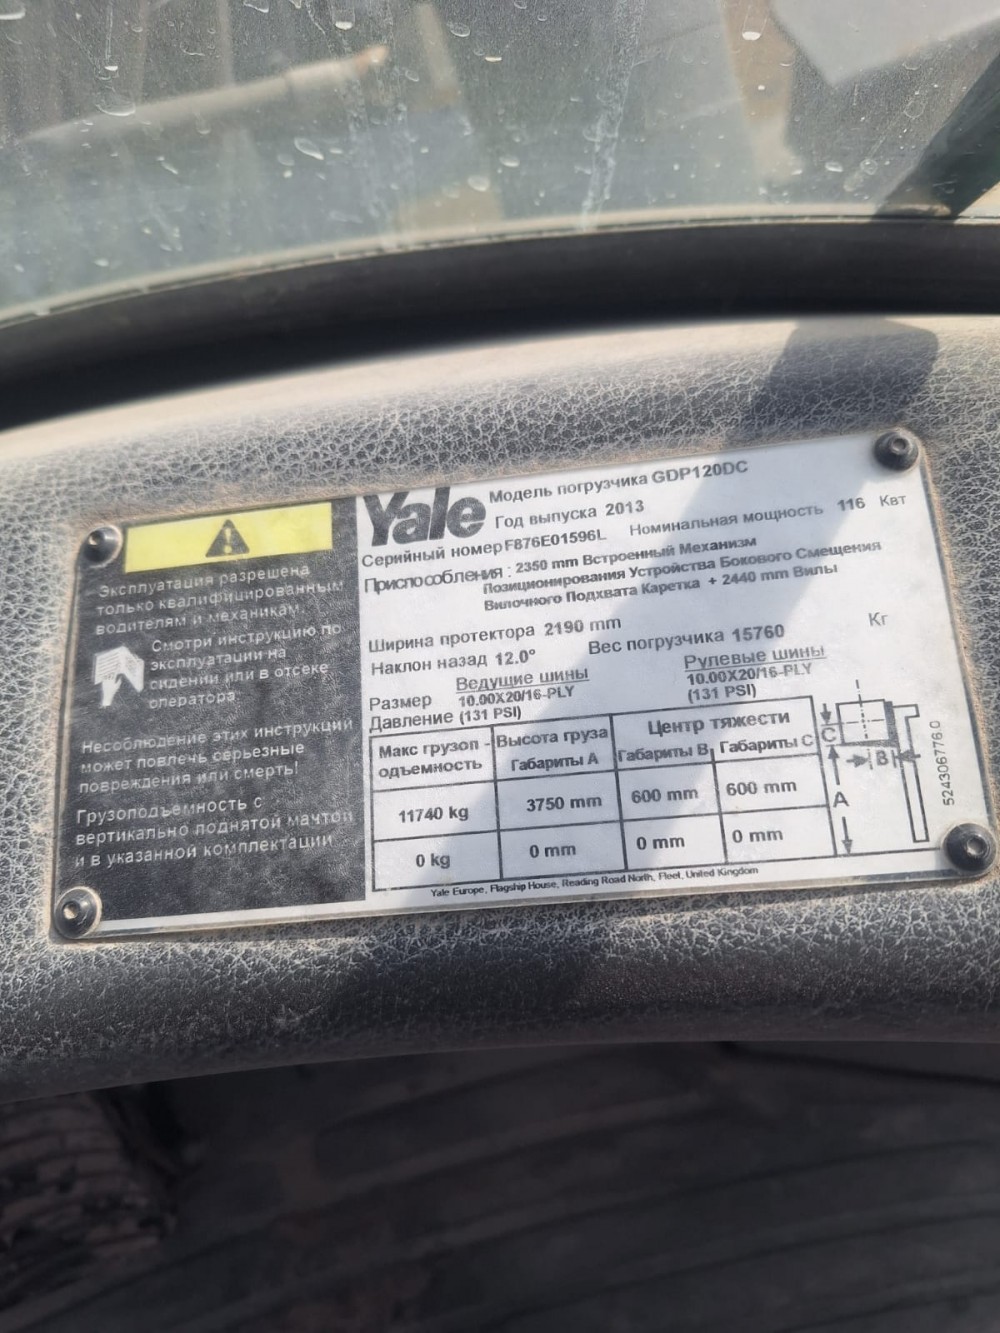 Эксплуатация разрешена
только квалифицированным
водителям и механикам.
Смотри инструкцию по
эксплуатации на
сидении или в отсеке
оператора.
Несоблюдение этих инструкций
может повлечь серьезные
повреждения или смерть!
Грузоподъемность с
вертикально поднятой мачтой
и в указанной комплектации
Yale
Модель погрузчика GDP120DC
Год выпуска 2013
Серийный номер F876E01596L Номинальная мощность 116 Квт
Приспособления : 2350 mm Встроенный Механизм
Позиционирования Устройства Бокового Смещения
Вилочного Подхвата Каретка + 2440 mm Вилы
Ширина протектора 2190 mm
Наклон назад 12.0° Вес погрузчика 15760 Кг
Ведущие шины Рулевые шины
Размер 10.00X20/16-PLY 10.00X20/16-PLY
Давление (131 PSI) (131 PSI)
Макс грузоп - Высота груза Центр тяжести
одъемность Габариты A Габариты B Габариты C
11740 kg 3750 mm 600 mm 600 mm
0 kg 0 mm 0 mm 0 mm
C
B
A
524306776.0
Yale Europe, Flagship House, Reading Road North, Fleet, United Kingdom